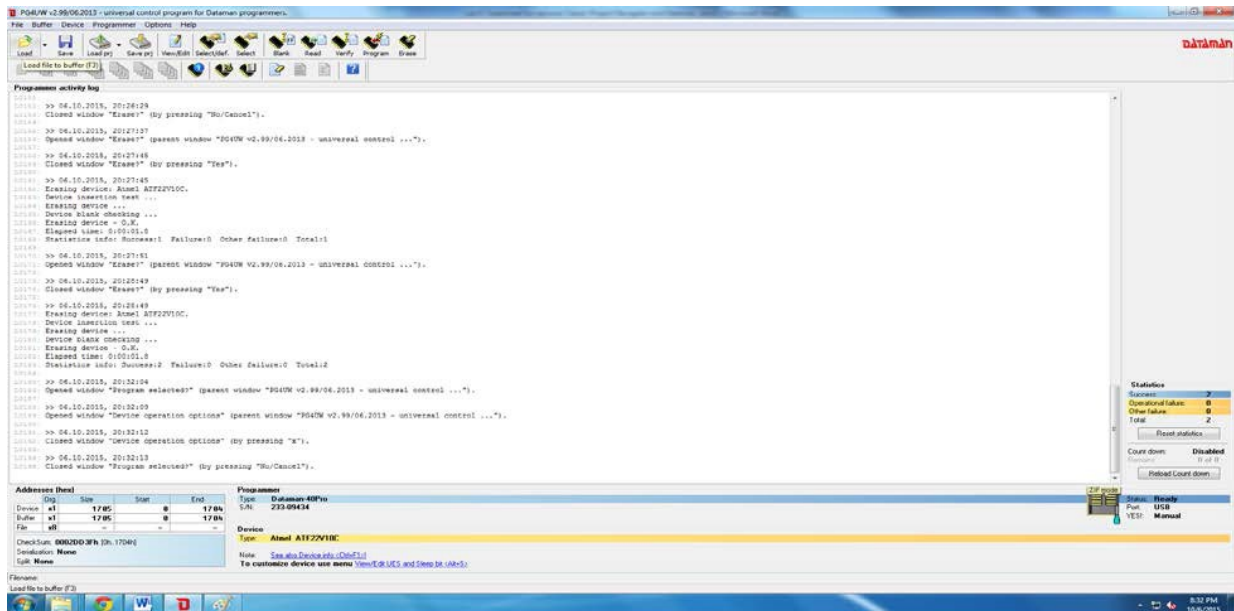 PG4UW v2.99/06.2013 - universal control program for Dataman programmers.
File Buffer Device Programmer Options Help
Load Save Load prj Save prj View/Edit Select/def. Select Blank Read Verify Program Erase
DATAMAN
Load file to buffer (F3)
Programmer activity log
>> 06.10.2015, 20:26:29
Closed window "Erase?" (by pressing "No/Cancel").
>> 06.10.2015, 20:27:37
Opened window "Erase?" (parent window "PG4UW v2.99/06.2013 - universal control ...").
>> 06.10.2015, 20:27:45
Closed window "Erase?" (by pressing "Yes").
>> 06.10.2015, 20:27:45
Erasing device: Atmel ATF22V10C.
Device insertion test ...
Erasing device ...
Device blank checking ...
Erasing device - O.K.
Elapsed time: 0:00:01.8
Statistics info: Success:1 Failure:0 Other failure:0 Total:1
>> 06.10.2015, 20:27:51
Opened window "Erase?" (parent window "PG4UW v2.99/06.2013 - universal control ...").
>> 06.10.2015, 20:28:49
Closed window "Erase?" (by pressing "Yes").
>> 06.10.2015, 20:28:49
Erasing device: Atmel ATF22V10C.
Device insertion test ...
Erasing device ...
Device blank checking ...
Erasing device - O.K.
Elapsed time: 0:00:01.8
Statistics info: Success:2 Failure:0 Other failure:0 Total:2
>> 06.10.2015, 20:32:04
Opened window "Program selected?" (parent window "PG4UW v2.99/06.2013 - universal control ...").
>> 06.10.2015, 20:32:09
Opened window "Device operation options" (parent window "PG4UW v2.99/06.2013 - universal control ...").
>> 06.10.2015, 20:32:12
Closed window "Device operation options" (by pressing "x").
>> 06.10.2015, 20:32:13
Closed window "Program selected?" (by pressing "No/Cancel").
Statistics
Success: 2
Operational failure: 0
Other failure: 0
Total: 2
Reset statistics
Count down: Disabled
0 of 0
Reload Count down
Addresses (hex)
Org. Size Start End
Device x1 1705 0 1704
Buffer x1 1705 0 1704
File x8 - - -
CheckSum: 0002DD3Fh [0h..1704h]
Serialization: None
Split: None
Programmer
Type: Dataman-40Pro
S/N: 233-09434
Device
Type: Atmel ATF22V10C
Note: See also Device info <Ctrl+F1>!
To customize device use menu View/Edit UES and Sleep bit <Alt+S>
ZIF mode
Status: Ready
Port: USB
YES!: Manual
Filename:
Load file to buffer (F3)
8:32 PM
10/6/2015